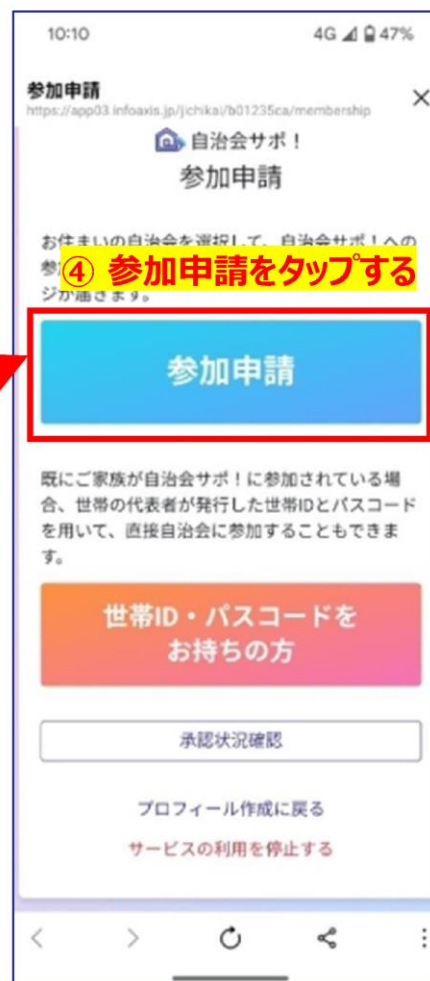 10:10
4G 47%
参加申請
https://app03.infoaxis.jp/jichikai/b01235ca/membership
自治会サポ！
参加申請
お住まいの自治会を選択して、自治会サポ！への
参
④ 参加申請をタップする
ジが届きます。
参加申請
既にご家族が自治会サポ！に参加されている場
合、世帯の代表者が発行した世帯IDとパスコード
を用いて、直接自治会に参加することもできま
す。
世帯ID・パスコードを
お持ちの方
承認状況確認
プロフィール作成に戻る
サービスの利用を停止する